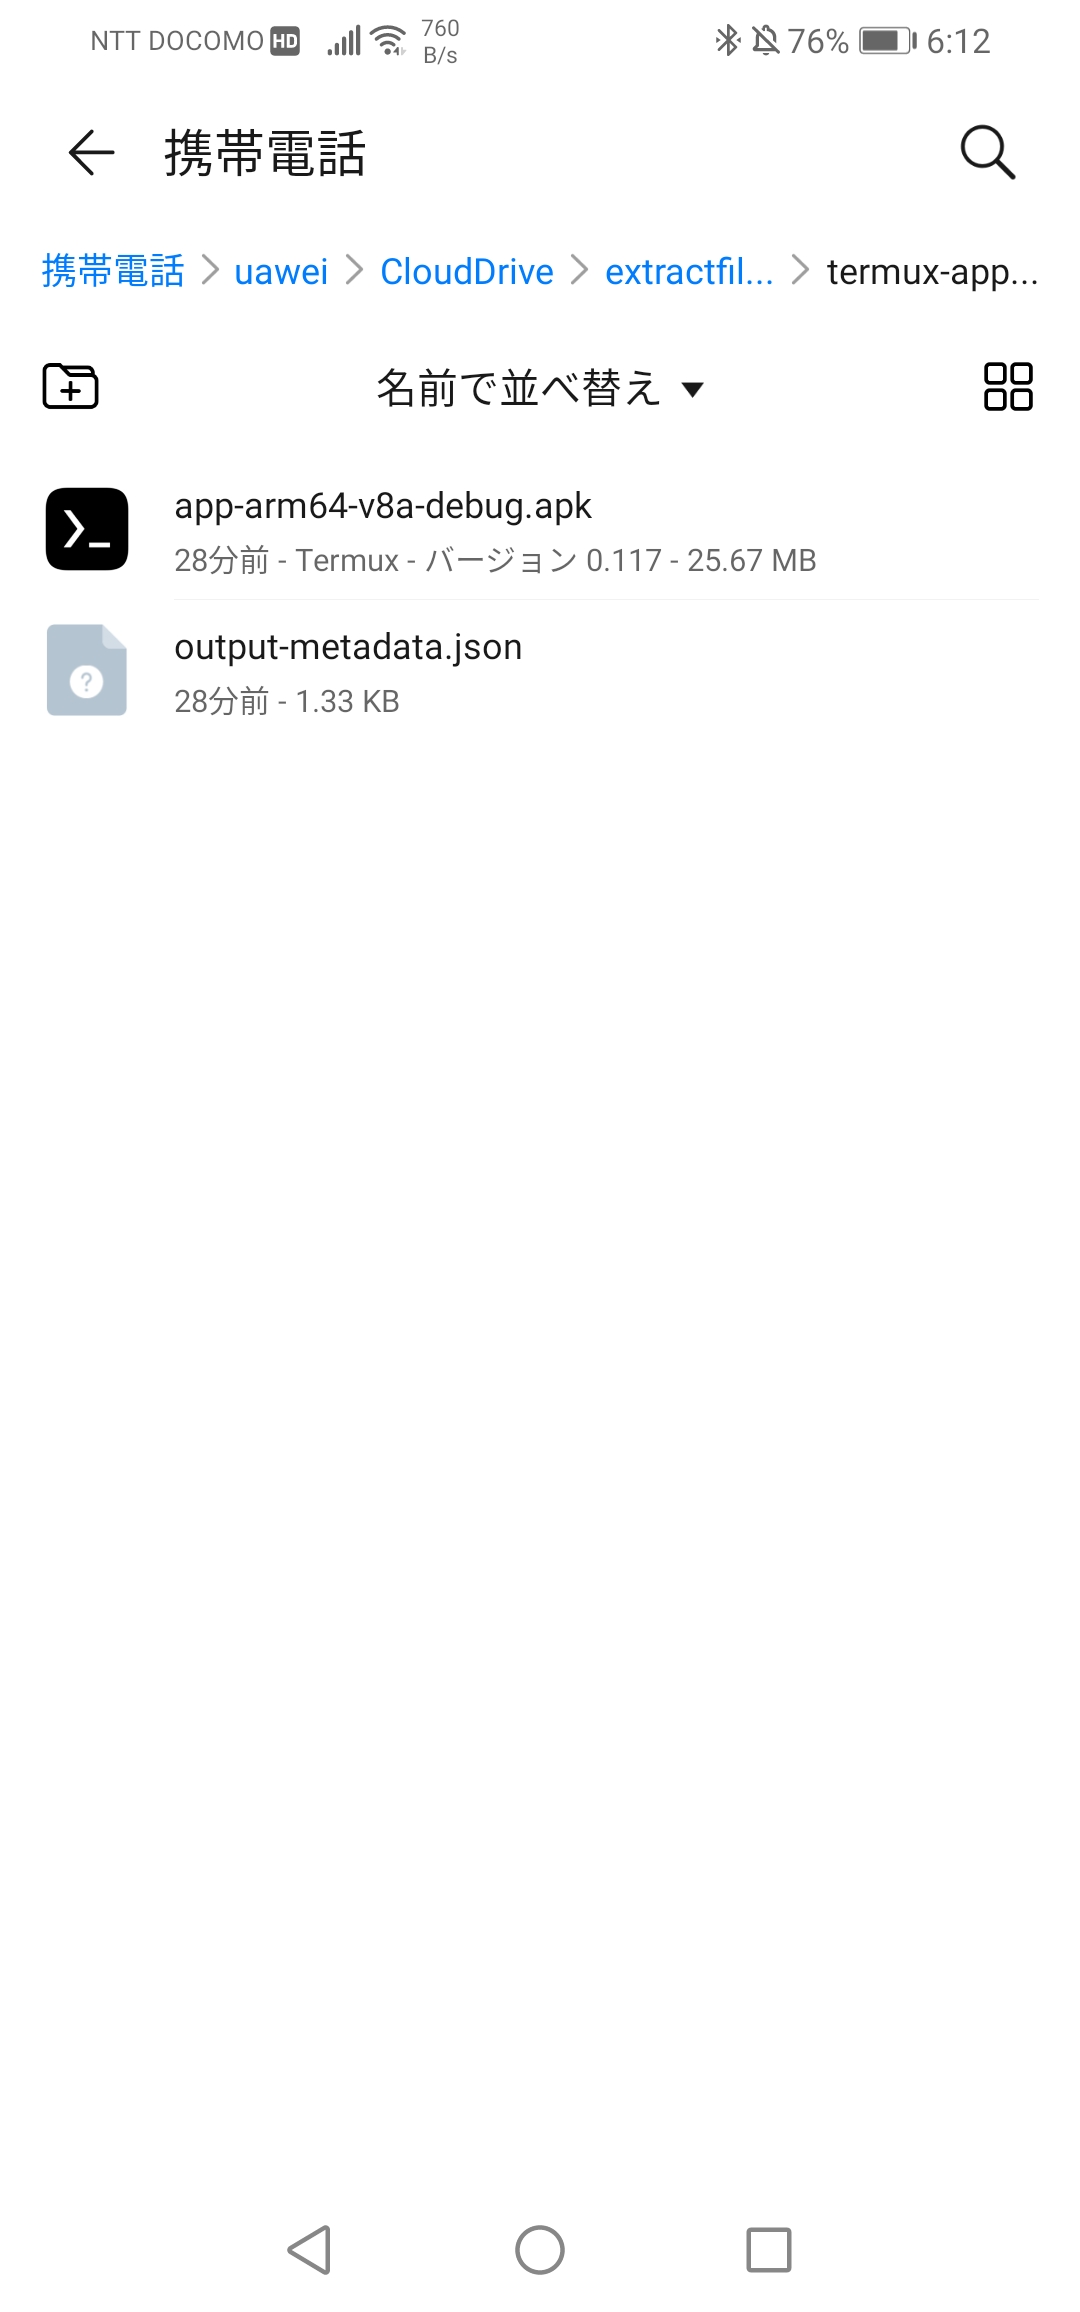 NTT DOCOMO HD 760 B/s 76% 6:12
携帯電話
携帯電話 > uawei > CloudDrive > extractfil... > termux-app...
名前で並べ替え
app-arm64-v8a-debug.apk
28分前 - Termux - バージョン 0.117 - 25.67 MB
output-metadata.json
28分前 - 1.33 KB